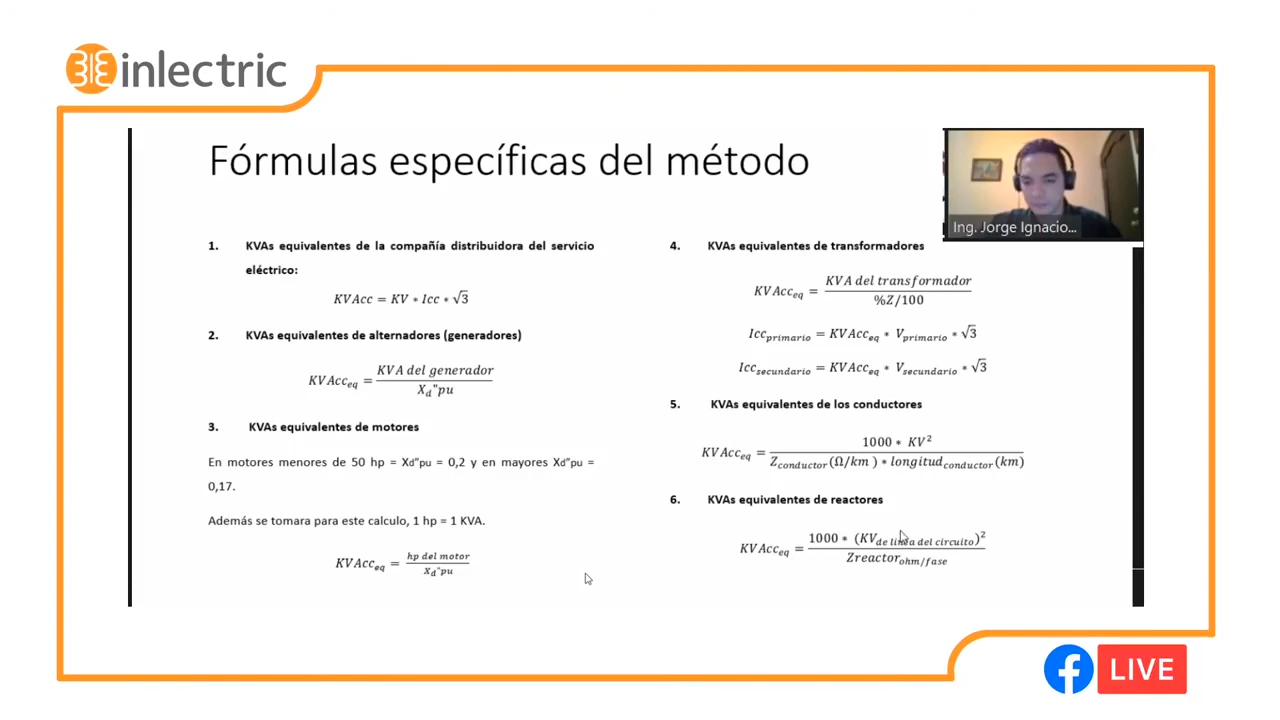 inlectric
Fórmulas específicas del método
Ing. Jorge Ignacio...
1. KVAs equivalentes de la compañía distribuidora del servicio
eléctrico:
KVAcc = KV * Icc * √3
2. KVAs equivalentes de alternadores (generadores)
KVAcc_eq = KVA del generador / X_d"pu
3. KVAs equivalentes de motores
En motores menores de 50 hp = Xd"pu = 0,2 y en mayores Xd"pu =
0,17.
Además se tomara para este calculo, 1 hp = 1 KVA.
KVAcc_eq = hp del motor / X_d"pu
4. KVAs equivalentes de transformadores
KVAcc_eq = KVA del transformador / %Z/100
Icc_primario = KVAcc_eq * V_primario * √3
Icc_secundario = KVAcc_eq * V_secundario * √3
5. KVAs equivalentes de los conductores
KVAcc_eq = 1000 * KV² / Z_conductor(Ω/km) * longitud_conductor(km)
6. KVAs equivalentes de reactores
KVAcc_eq = 1000 * (KV_de linea del circuito)² / Zreactor_ohm/fase
LIVE